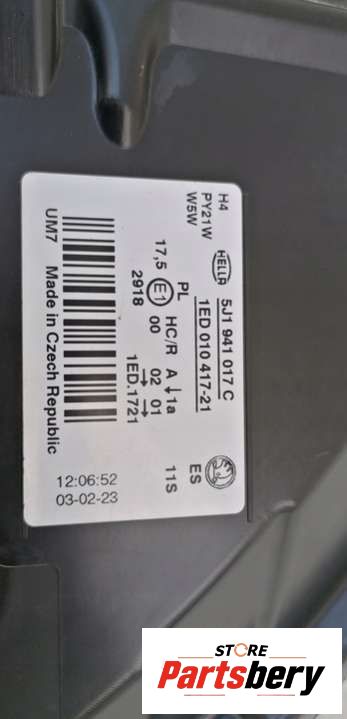 H4
PY21W
W5W
HELLA
5J1 941 017 C
1ED 010 417-21
PL
17,5 E1 HC/R A ↓1a
00 02 01
2918 → →
1ED.1721
ES
11S
UM7 Made in Czech Republic
12:06:52
03-02-23
STORE
Partsbery